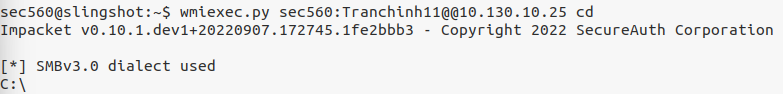 sec560@slingshot:~$ wmiexec.py sec560:Tranchinh11@@10.130.10.25 cd
Impacket v0.10.1.dev1+20220907.172745.1fe2bbb3 - Copyright 2022 SecureAuth Corporation
[*] SMBv3.0 dialect used
C:\